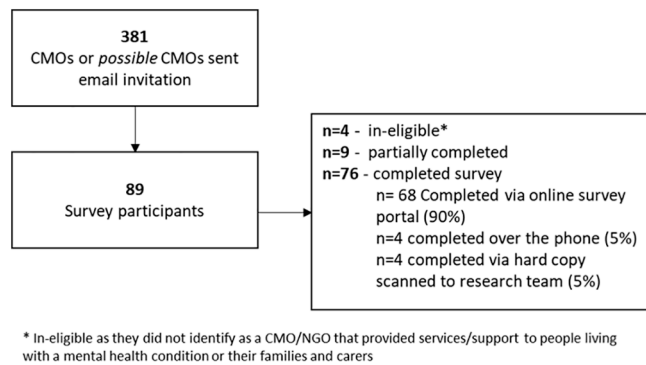 381
CMOs or possible CMOs sent
email invitation
89
Survey participants
n=4 - in-eligible*
n=9 - partially completed
n=76 - completed survey
n= 68 Completed via online survey
portal (90%)
n=4 completed over the phone (5%)
n=4 completed via hard copy
scanned to research team (5%)
* In-eligible as they did not identify as a CMO/NGO that provided services/support to people living
with a mental health condition or their families and carers